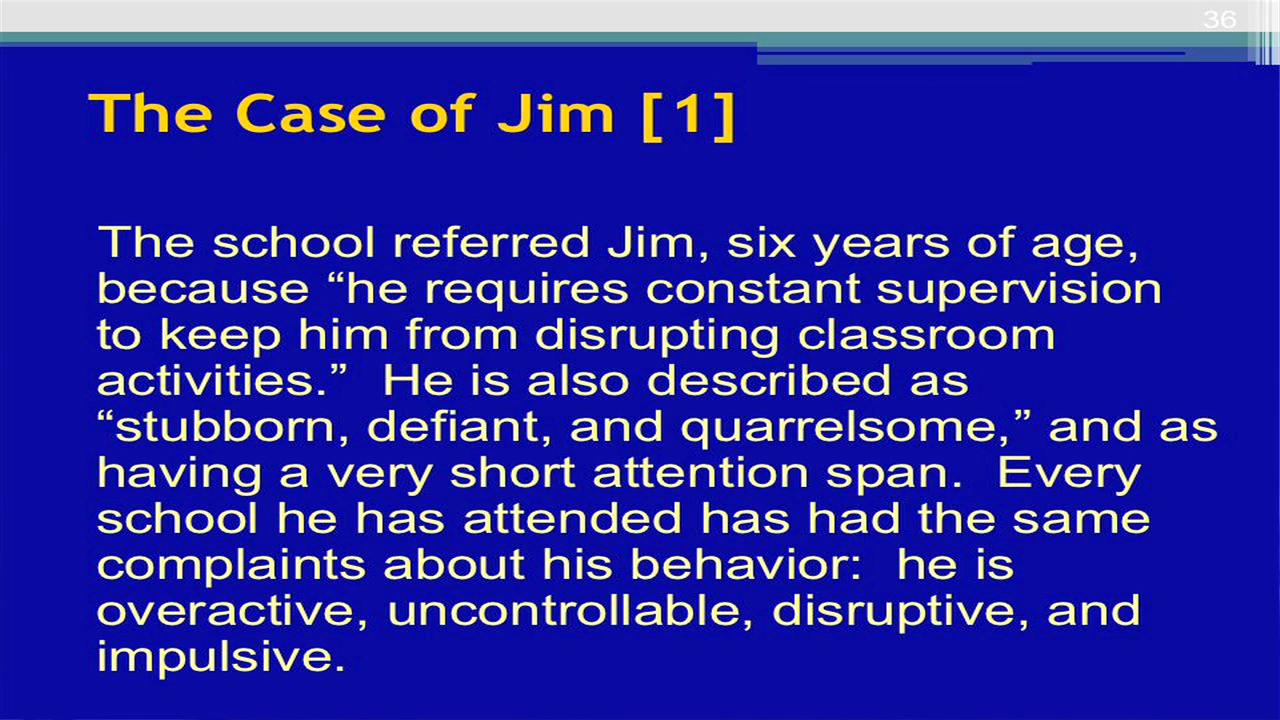 36
The Case of Jim [1]
The school referred Jim, six years of age,
because “he requires constant supervision
to keep him from disrupting classroom
activities.”  He is also described as
“stubborn, defiant, and quarrelsome,” and as
having a very short attention span.  Every
school he has attended has had the same
complaints about his behavior:  he is
overactive, uncontrollable, disruptive, and
impulsive.